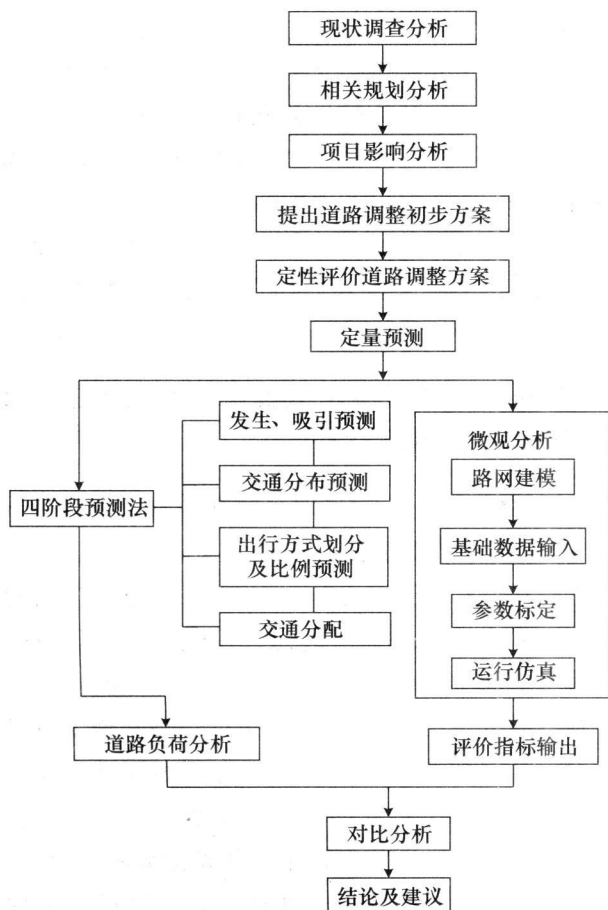 现状调查分析
相关规划分析
项目影响分析
提出道路调整初步方案
定性评价道路调整方案
定量预测
四阶段预测法
发生、吸引预测
交通分布预测
出行方式划分
及比例预测
交通分配
道路负荷分析
微观分析
路网建模
基础数据输入
参数标定
运行仿真
评价指标输出
对比分析
结论及建议